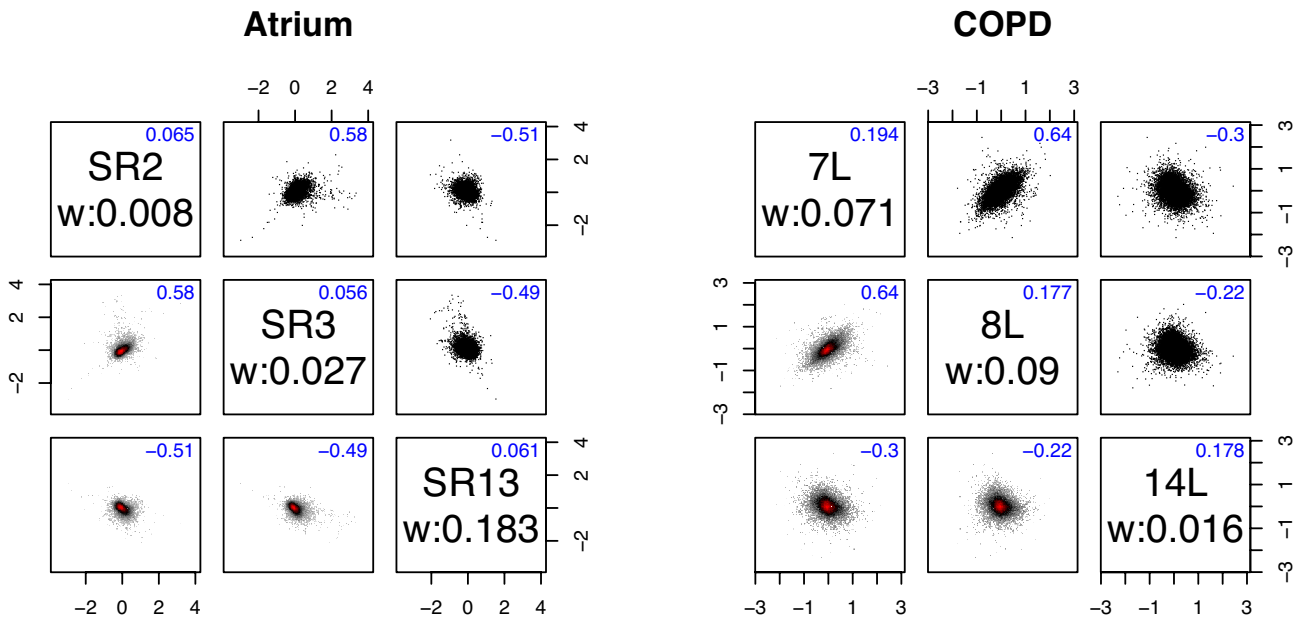 Atrium
COPD
−2 0 2 4
−3 −1 1 3
0.065
SR2
w:0.008
0.58
−0.51
−2 2 4
0.194
7L
w:0.071
0.64
−0.3
−3 −1 1 3
−2 2 4
0.58
0.056
SR3
w:0.027
−0.49
−3 −1 1 3
0.64
0.177
8L
w:0.09
−0.22
−0.51
−0.49
0.061
SR13
w:0.183
−2 2 4
−0.3
−0.22
0.178
14L
w:0.016
−3 −1 1 3
−2 0 2 4
−2 0 2 4
−3 −1 1 3
−3 −1 1 3